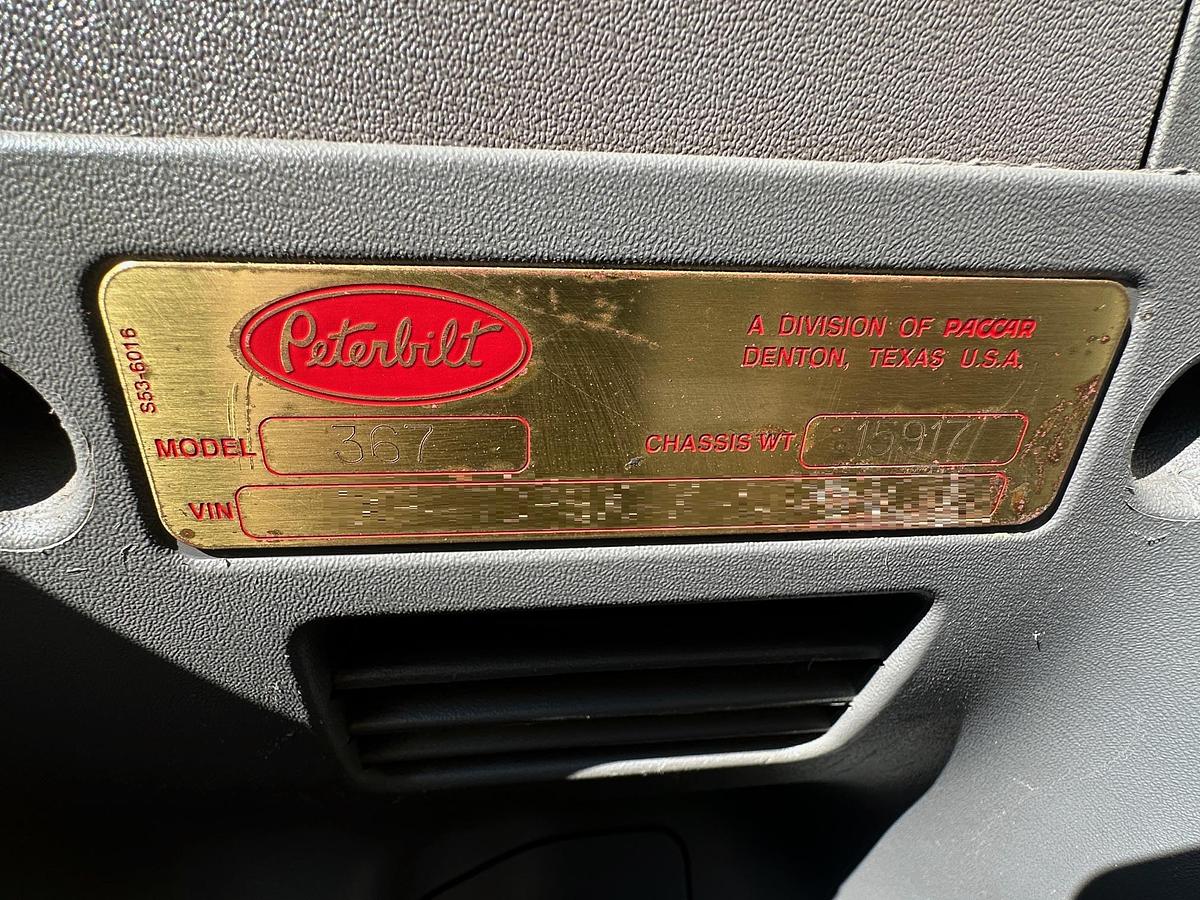 S53-6016
Peterbilt
A DIVISION OF PACCAR
DENTON, TEXAS U.S.A.
MODEL 367
CHASSIS WT 15917
VIN